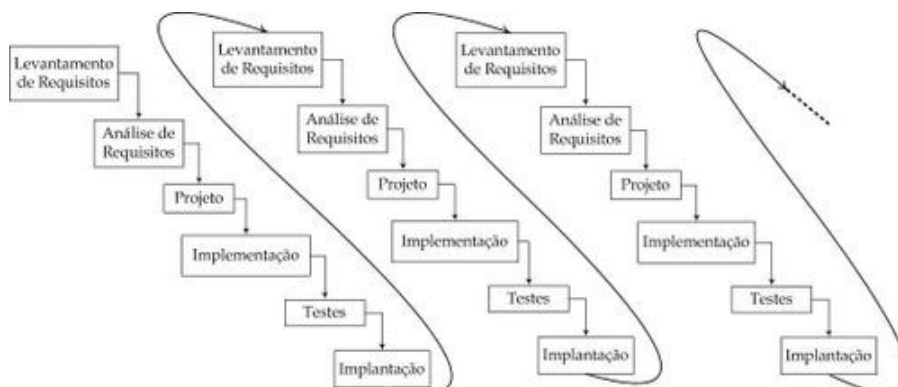 Levantamento
de Requisitos
Análise de
Requisitos
Projeto
Implementação
Testes
Implantação
Levantamento
de Requisitos
Análise de
Requisitos
Projeto
Implementação
Testes
Implantação
Levantamento
de Requisitos
Análise de
Requisitos
Projeto
Implementação
Testes
Implantação